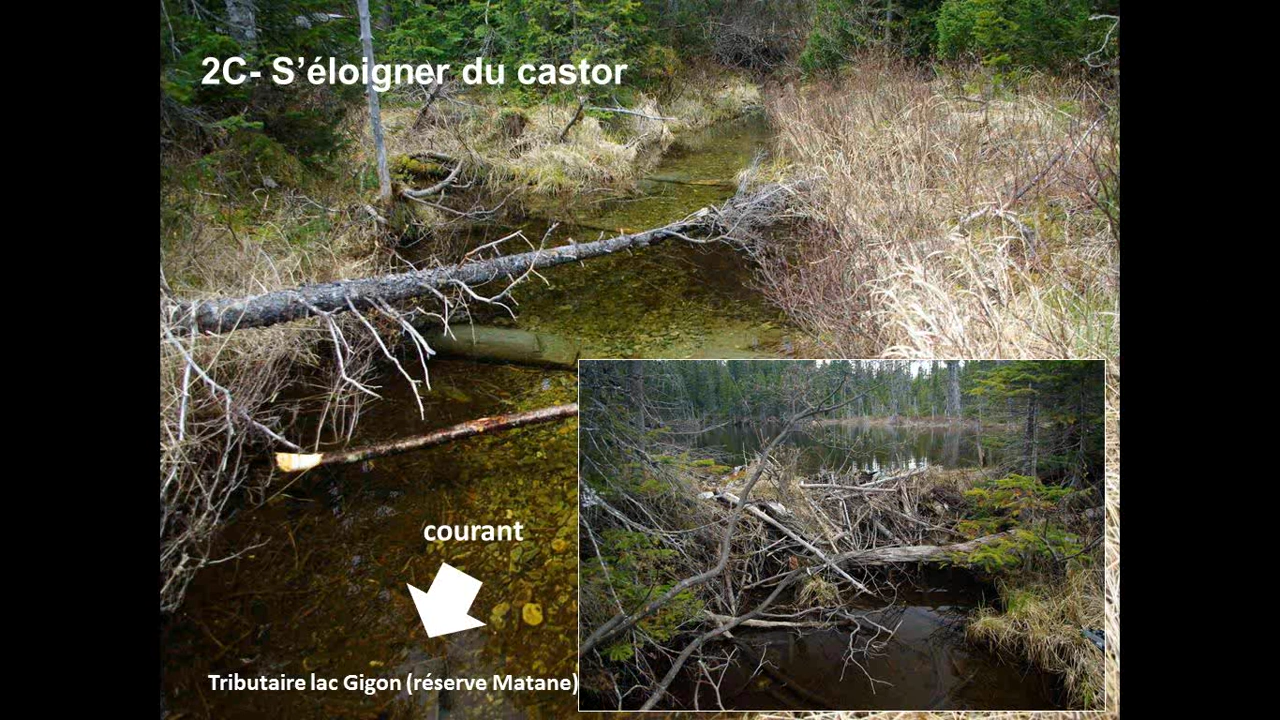 2C- S’éloigner du castor
courant
Tributaire lac Gigon (réserve Matane)